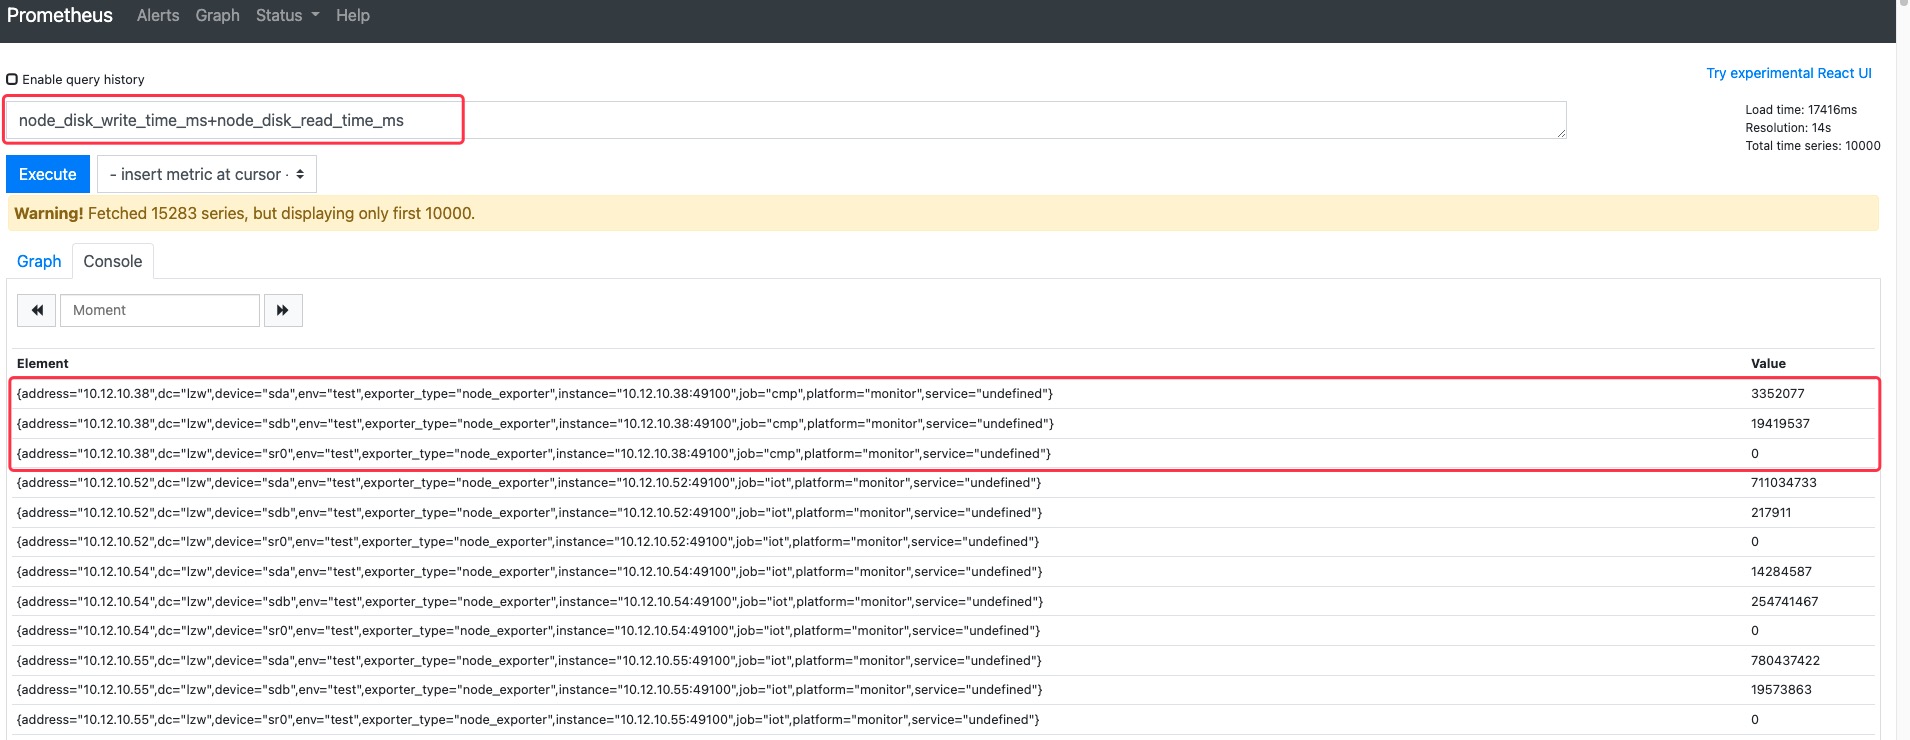 Prometheus Alerts Graph Status Help
Enable query history
Try experimental React UI
node_disk_write_time_ms+node_disk_read_time_ms
Load time: 17416ms
Resolution: 14s
Total time series: 10000
Execute - insert metric at cursor -
Warning! Fetched 15283 series, but displaying only first 10000.
Graph Console
Moment
Element Value
{address="10.12.10.38",dc="lzw",device="sda",env="test",exporter_type="node_exporter",instance="10.12.10.38:49100",job="cmp",platform="monitor",service="undefined"} 3352077
{address="10.12.10.38",dc="lzw",device="sdb",env="test",exporter_type="node_exporter",instance="10.12.10.38:49100",job="cmp",platform="monitor",service="undefined"} 19419537
{address="10.12.10.38",dc="lzw",device="sr0",env="test",exporter_type="node_exporter",instance="10.12.10.38:49100",job="cmp",platform="monitor",service="undefined"} 0
{address="10.12.10.52",dc="lzw",device="sda",env="test",exporter_type="node_exporter",instance="10.12.10.52:49100",job="iot",platform="monitor",service="undefined"} 711034733
{address="10.12.10.52",dc="lzw",device="sdb",env="test",exporter_type="node_exporter",instance="10.12.10.52:49100",job="iot",platform="monitor",service="undefined"} 217911
{address="10.12.10.52",dc="lzw",device="sr0",env="test",exporter_type="node_exporter",instance="10.12.10.52:49100",job="iot",platform="monitor",service="undefined"} 0
{address="10.12.10.54",dc="lzw",device="sda",env="test",exporter_type="node_exporter",instance="10.12.10.54:49100",job="iot",platform="monitor",service="undefined"} 14284587
{address="10.12.10.54",dc="lzw",device="sdb",env="test",exporter_type="node_exporter",instance="10.12.10.54:49100",job="iot",platform="monitor",service="undefined"} 254741467
{address="10.12.10.54",dc="lzw",device="sr0",env="test",exporter_type="node_exporter",instance="10.12.10.54:49100",job="iot",platform="monitor",service="undefined"} 0
{address="10.12.10.55",dc="lzw",device="sda",env="test",exporter_type="node_exporter",instance="10.12.10.55:49100",job="iot",platform="monitor",service="undefined"} 780437422
{address="10.12.10.55",dc="lzw",device="sdb",env="test",exporter_type="node_exporter",instance="10.12.10.55:49100",job="iot",platform="monitor",service="undefined"} 19573863
{address="10.12.10.55",dc="lzw",device="sr0",env="test",exporter_type="node_exporter",instance="10.12.10.55:49100",job="iot",platform="monitor",service="undefined"} 0